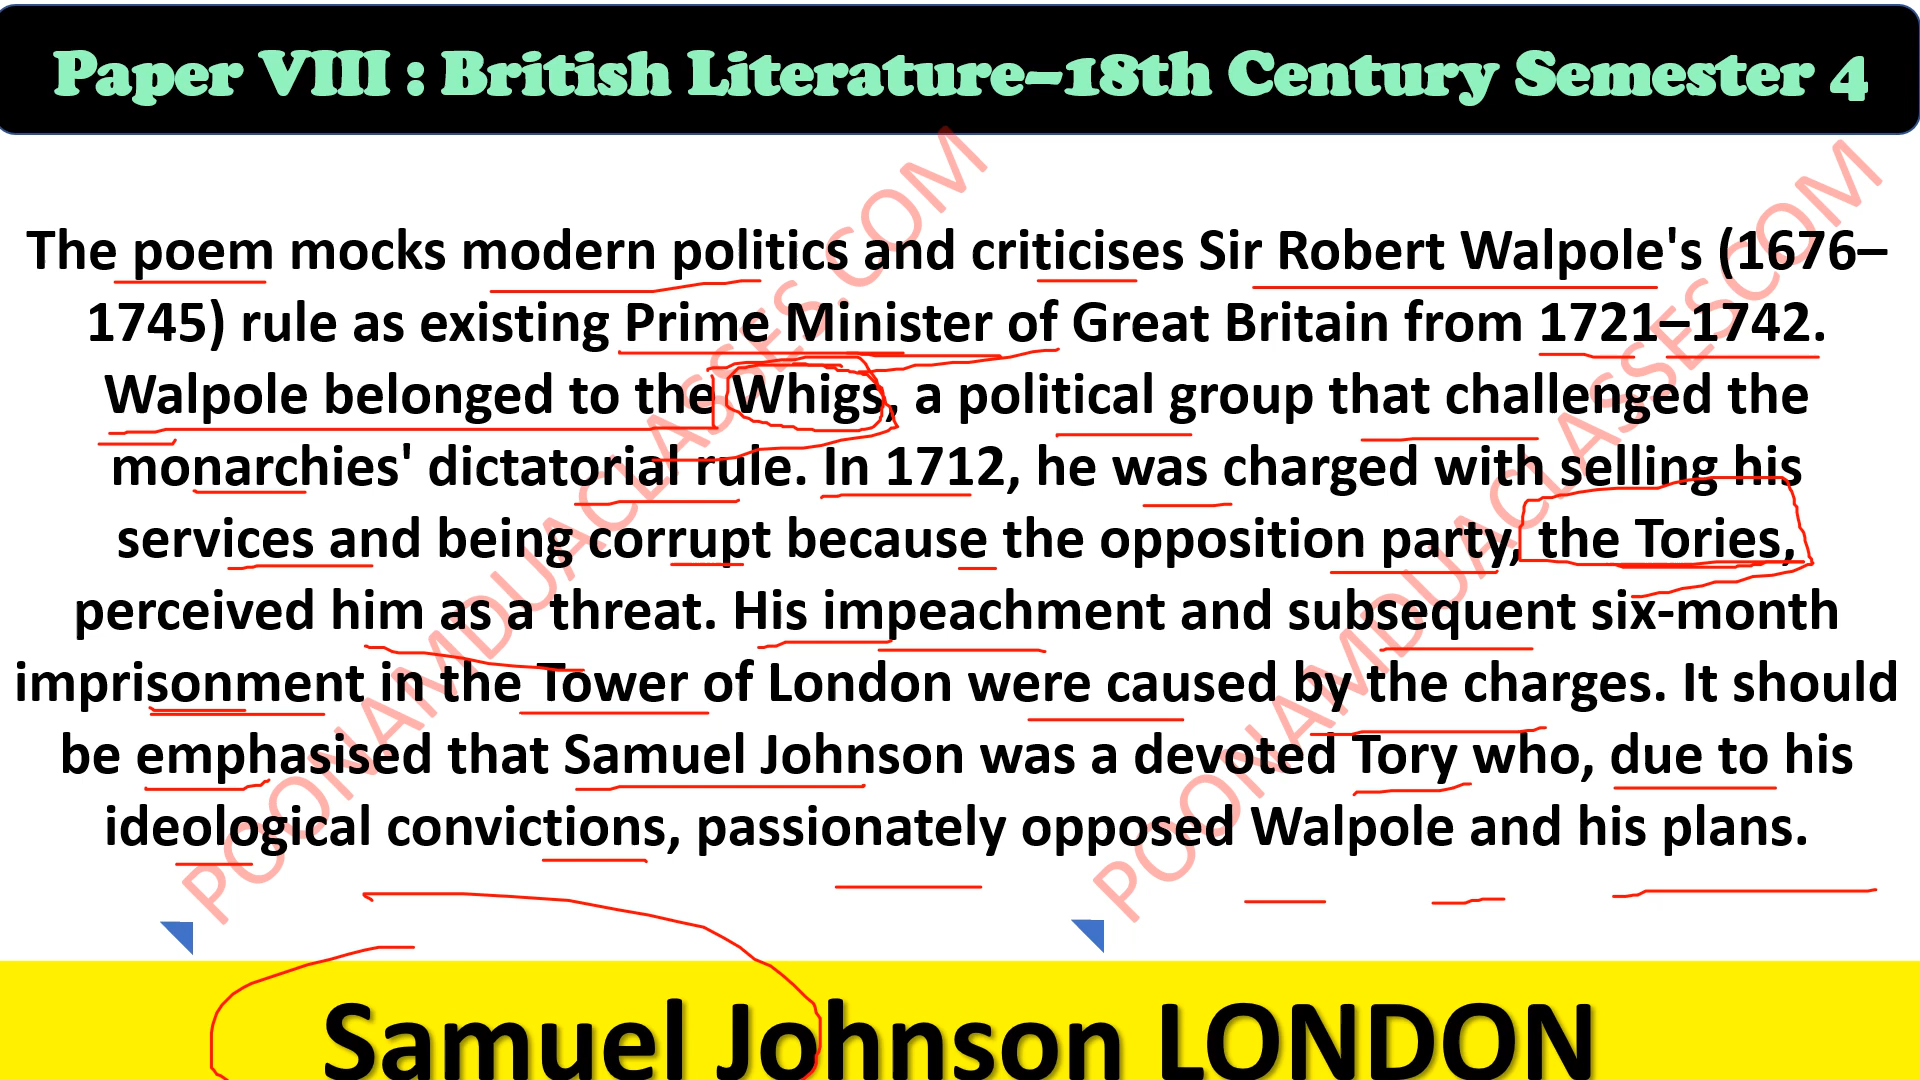 Paper VIII : British Literature–18th Century Semester 4
The poem mocks modern politics and criticises Sir Robert Walpole's (1676–
1745) rule as existing Prime Minister of Great Britain from 1721–1742.
Walpole belonged to the Whigs, a political group that challenged the
monarchies' dictatorial rule. In 1712, he was charged with selling his
services and being corrupt because the opposition party, the Tories,
perceived him as a threat. His impeachment and subsequent six-month
imprisonment in the Tower of London were caused by the charges. It should
be emphasised that Samuel Johnson was a devoted Tory who, due to his
ideological convictions, passionately opposed Walpole and his plans.
POONAMDUACLASSES.COM
POONAMDUACLASSES.COM
Samuel Johnson LONDON